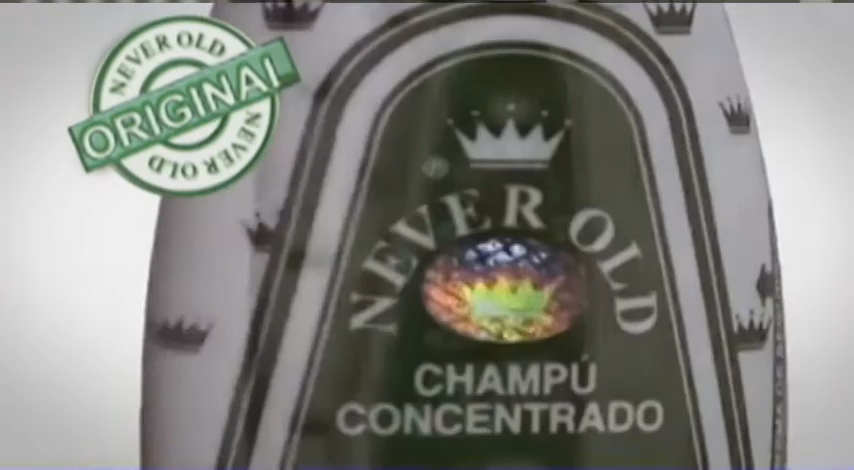 NEVER OLD
ORIGINAL
NEVER OLD
®
NEVER OLD
CHAMPÚ
CONCENTRADO